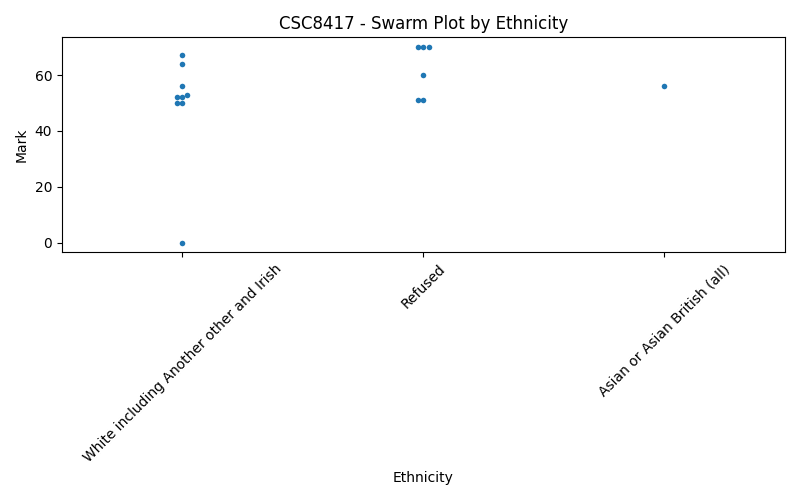 CSC8417 - Swarm Plot by Ethnicity
60
40
20
0
Mark
White including Another other and Irish
Refused
Asian or Asian British (all)
Ethnicity